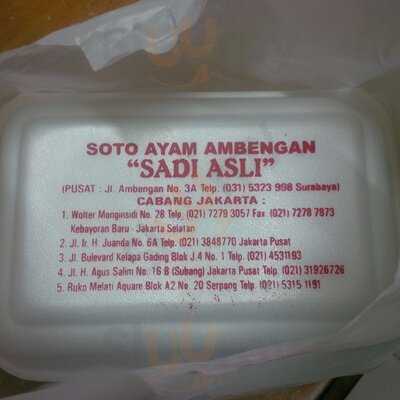 SOTO AYAM AMBENGAN
"SADI ASLI"
(PUSAT : Jl. Ambengan No. 3A Telp. (031) 5323 998 Surabaya)
CABANG JAKARTA :
1. Wolter Monginsidi No. 28 Telp. (021) 7279 3057 Fax. (021) 7278 7873
Kebayoran Baru - Jakarta Selatan
2. Jl. Ir. H. Juanda No. 6A Telp. (021) 3848770 Jakarta Pusat
3. Jl. Bulevard Kelapa Gading Blok J.4 No. 1 Telp. (021) 4531193
4. Jl. H. Agus Salim No. 16 B (Subang) Jakarta Pusat Telp. (021) 31926726
5. Ruko Melati Aquare Blok A2 No. 20 Serpong Telp. (021) 5315 1191